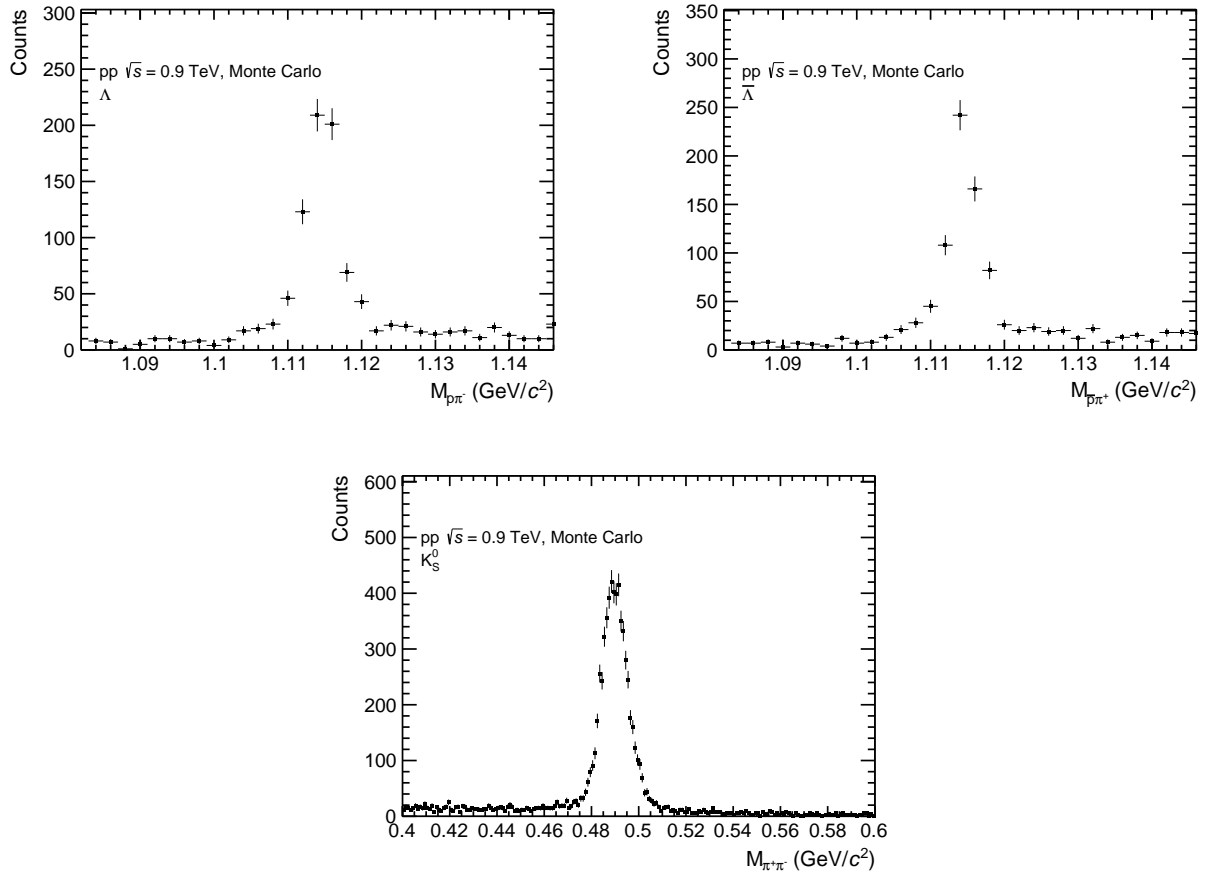 Counts
300
250
200
150
100
50
0
pp √s = 0.9 TeV, Monte Carlo
Λ
1.09 1.1 1.11 1.12 1.13 1.14
M_{pπ⁻} (GeV/c²)
Counts
350
300
250
200
150
100
50
0
pp √s = 0.9 TeV, Monte Carlo
Λ̅
1.09 1.1 1.11 1.12 1.13 1.14
M_{p̅π⁺} (GeV/c²)
Counts
600
500
400
300
200
100
0
pp √s = 0.9 TeV, Monte Carlo
K⁰_S
0.4 0.42 0.44 0.46 0.48 0.5 0.52 0.54 0.56 0.58 0.6
M_{π⁺π⁻} (GeV/c²)